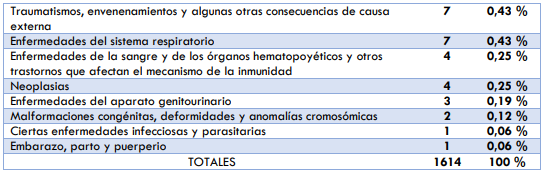 Traumatismos, envenenamientos y algunas otras consecuencias de causa 7 0,43 %
externa
Enfermedades del sistema respiratorio 7 0,43 %
Enfermedades de la sangre y de los órganos hematopoyéticos y otros 4 0,25 %
trastornos que afectan el mecanismo de la inmunidad
Neoplasias 4 0,25 %
Enfermedades del aparato genitourinario 3 0,19 %
Malformaciones congénitas, deformidades y anomalías cromosómicas 2 0,12 %
Ciertas enfermedades infecciosas y parasitarias 1 0,06 %
Embarazo, parto y puerperio 1 0,06 %
TOTALES 1614 100 %